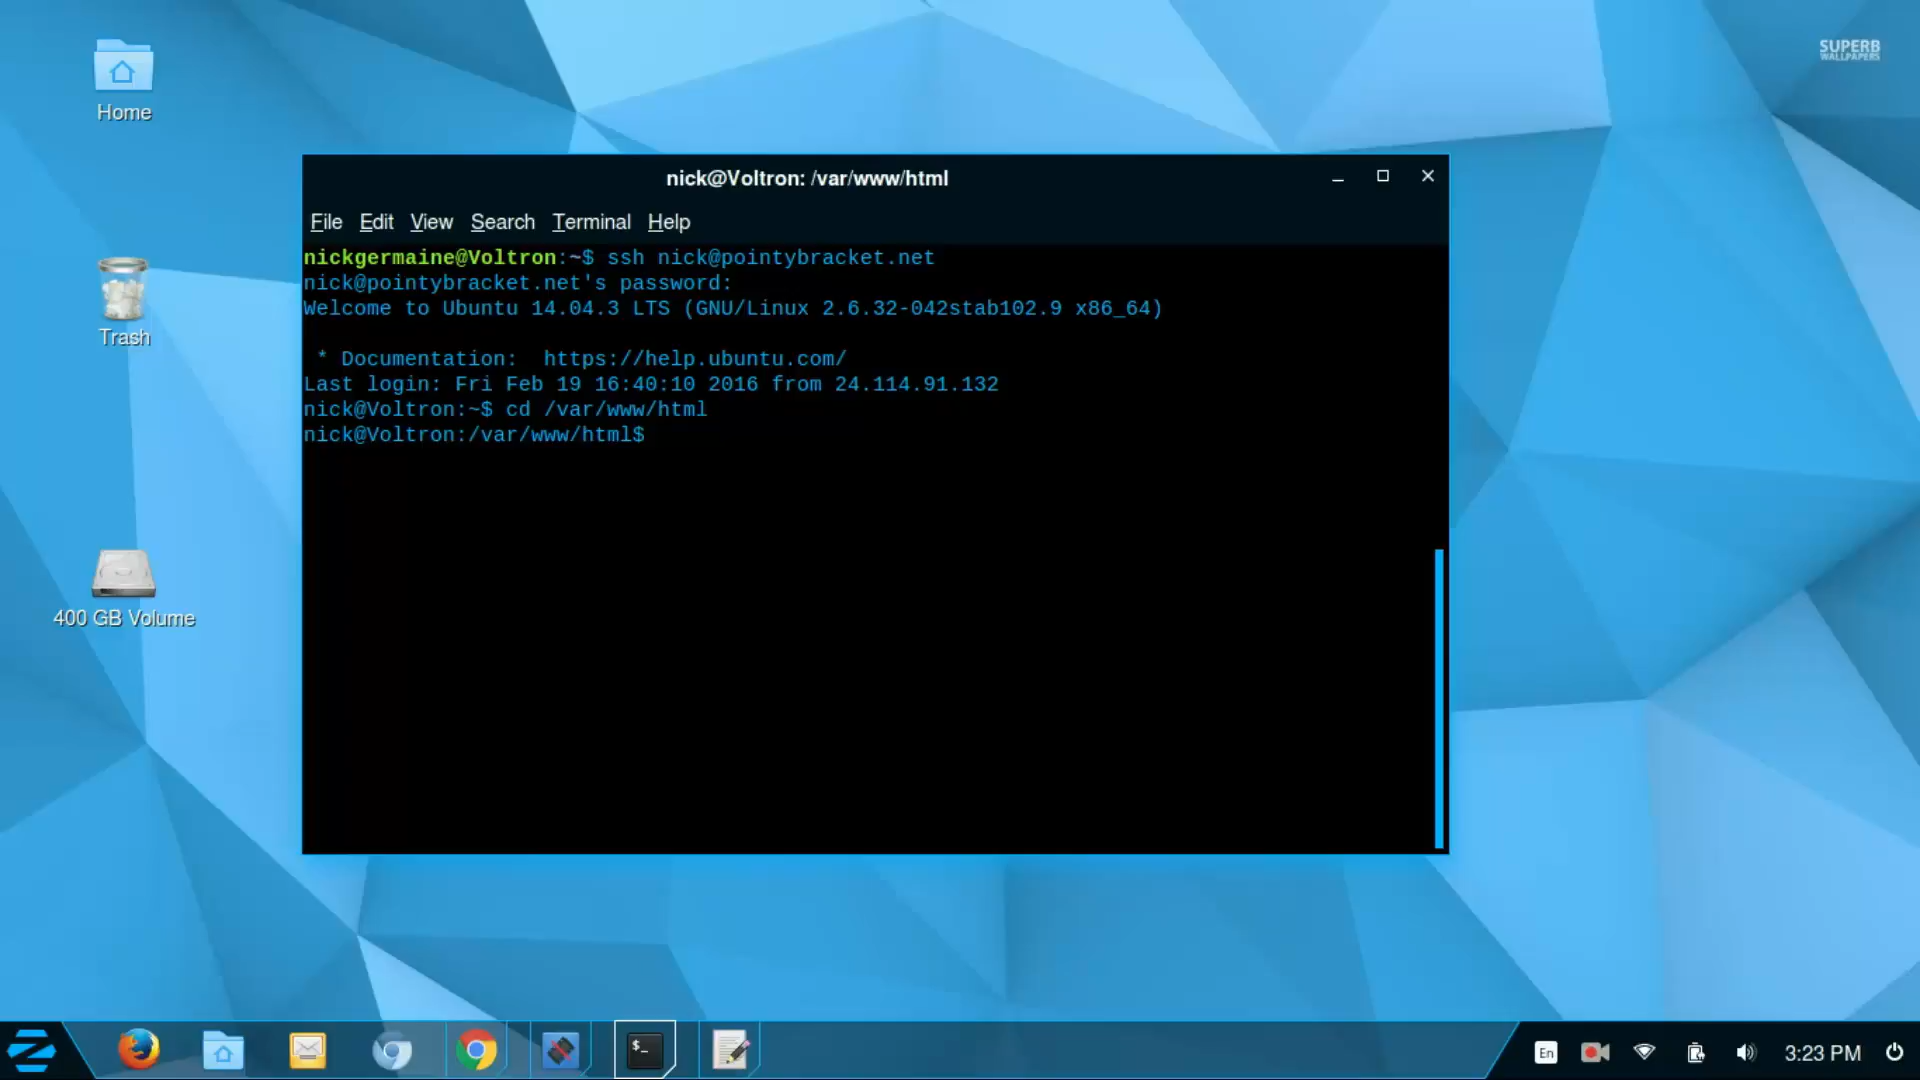 SUPERB
WALLPAPERS
Home
Trash
400 GB Volume
nick@Voltron: /var/www/html
File Edit View Search Terminal Help
nickgermaine@Voltron:~$ ssh nick@pointybracket.net
nick@pointybracket.net's password:
Welcome to Ubuntu 14.04.3 LTS (GNU/Linux 2.6.32-042stab102.9 x86_64)
* Documentation:  https://help.ubuntu.com/
Last login: Fri Feb 19 16:40:10 2016 from 24.114.91.132
nick@Voltron:~$ cd /var/www/html
nick@Voltron:/var/www/html$
$_
En
3:23 PM